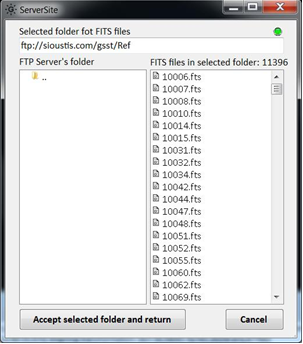 ServerSite
Selected folder fot FITS files
ftp://sioustis.com/gsst/Ref
FTP Server's folder
FITS files in selected folder: 11396
..
10006.fts
10007.fts
10008.fts
10010.fts
10014.fts
10015.fts
10031.fts
10032.fts
10034.fts
10042.fts
10044.fts
10047.fts
10048.fts
10051.fts
10052.fts
10055.fts
10060.fts
10062.fts
10069.fts
Accept selected folder and return
Cancel